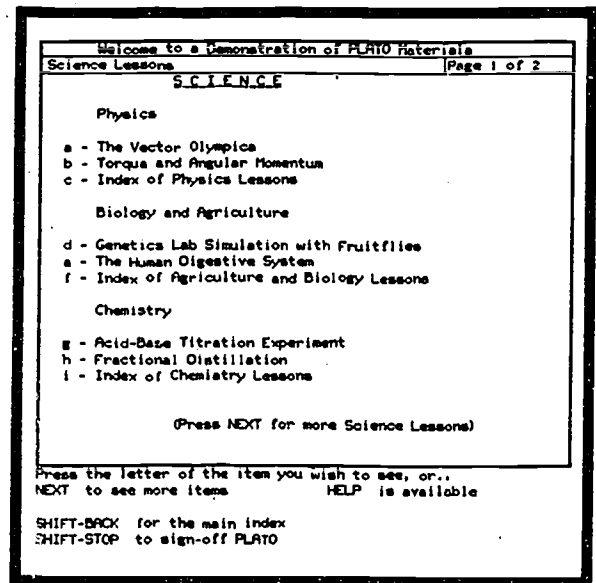 Welcome to a Demonstration of PLATO Materials
Science Lessons Page 1 of 2
SCIENCE
Physics
a - The Vector Olympics
b - Torque and Angular Momentum
c - Index of Physics Lessons
Biology and Agriculture
d - Genetics Lab Simulation with Fruitflies
e - The Human Digestive System
f - Index of Agriculture and Biology Lessons
Chemistry
g - Acid-Base Titration Experiment
h - Fractional Distillation
i - Index of Chemistry Lessons
(Press NEXT for more Science Lessons)
Press the letter of the item you wish to see, or..
NEXT to see more items HELP is available
SHIFT-BACK for the main index
SHIFT-STOP to sign-off PLATO